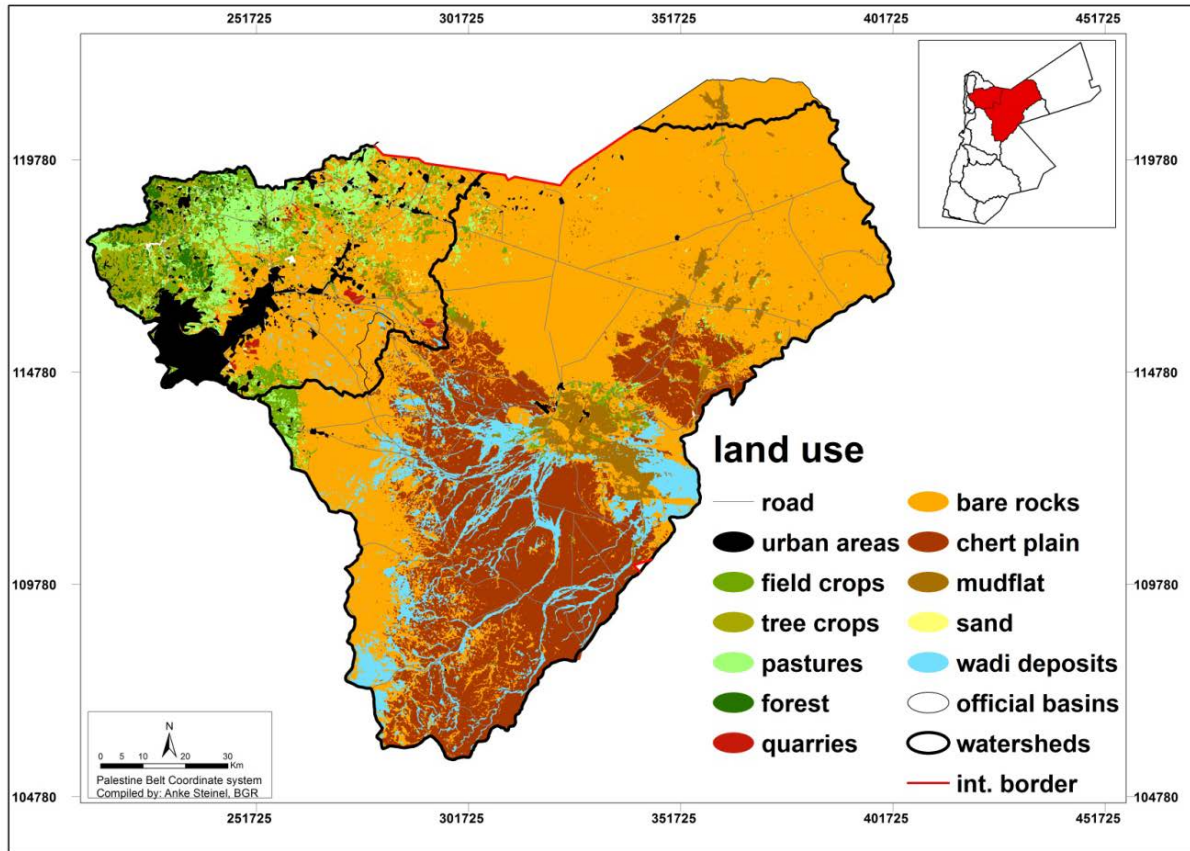 251725 301725 351725 401725 451725
119780 119780
114780 114780
land use
road bare rocks
urban areas chert plain
field crops mudflat
tree crops sand
pastures wadi deposits
forest official basins
quarries watersheds
int. border
109780 109780
N
0 5 10 20 30
Km
Palestine Belt Coordinate system
Compiled by: Anke Steinel, BGR
104780 104780
251725 301725 351725 401725 451725